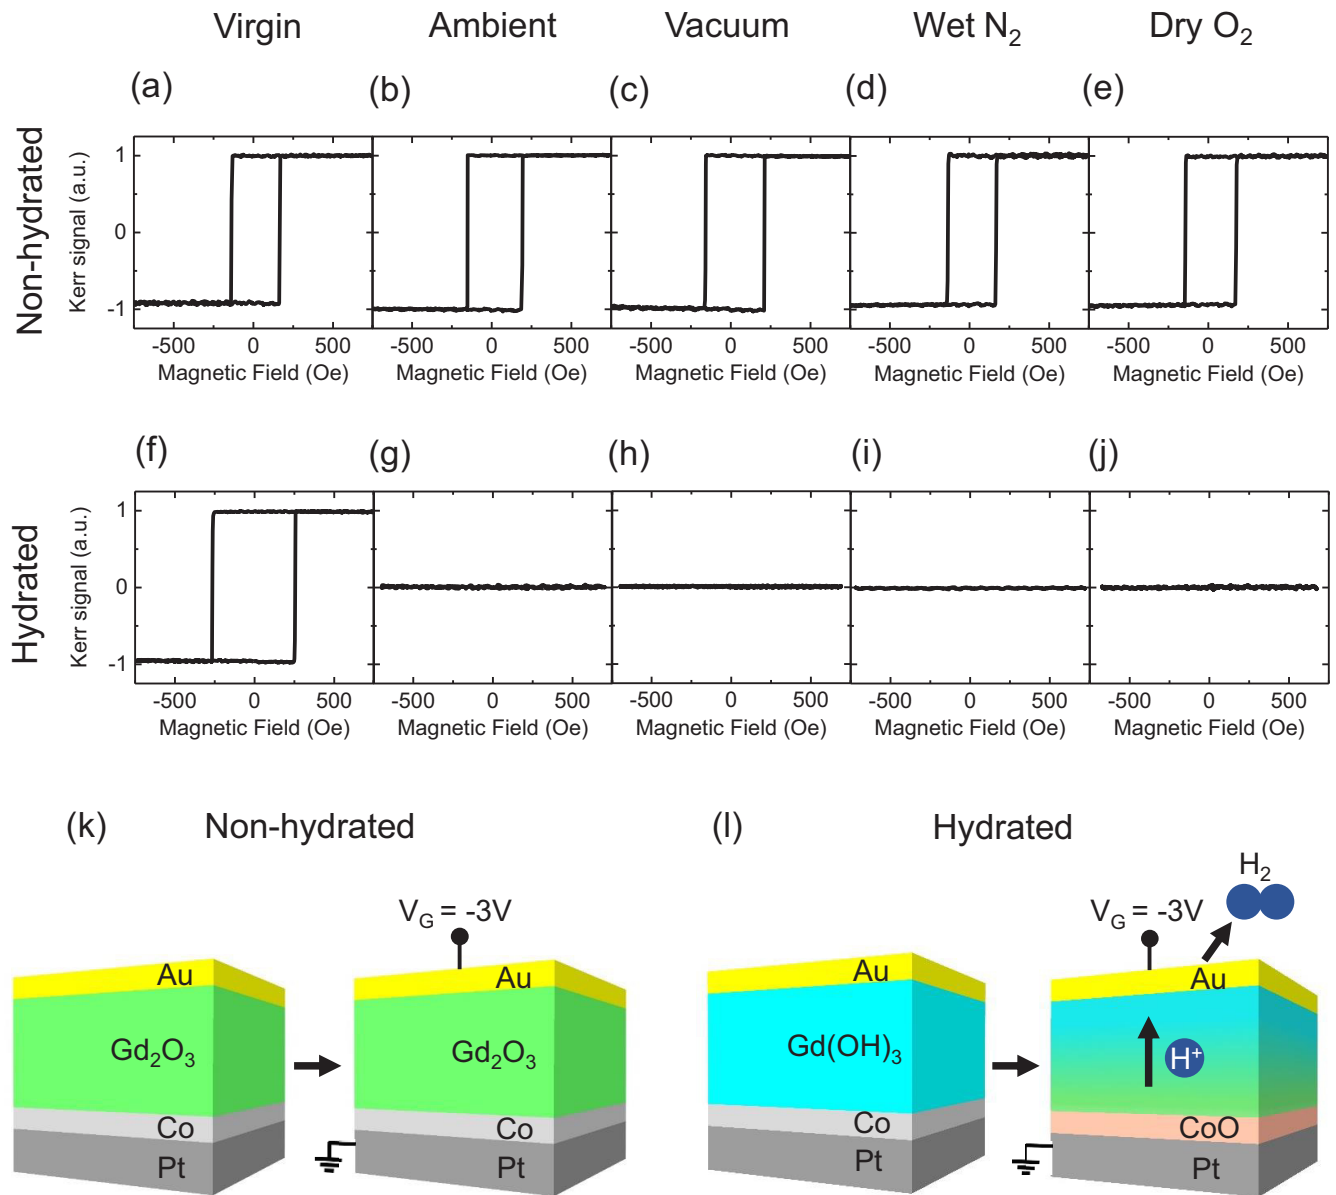 Virgin Ambient Vacuum Wet N₂ Dry O₂
(a) (b) (c) (d) (e)
Non-hydrated
Kerr signal (a.u.)
1
0
-1
-500 0 500 -500 0 500 -500 0 500 -500 0 500 -500 0 500
Magnetic Field (Oe) Magnetic Field (Oe) Magnetic Field (Oe) Magnetic Field (Oe) Magnetic Field (Oe)
(f) (g) (h) (i) (j)
Hydrated
Kerr signal (a.u.)
1
0
-1
-500 0 500 -500 0 500 -500 0 500 -500 0 500 -500 0 500
Magnetic Field (Oe) Magnetic Field (Oe) Magnetic Field (Oe) Magnetic Field (Oe) Magnetic Field (Oe)
(k) Non-hydrated
Au
Gd₂O₃
Co
Pt
V_G = -3V
Au
Gd₂O₃
Co
Pt
(l) Hydrated
Au
Gd(OH)₃
Co
Pt
H₂
V_G = -3V
Au
H⁺
CoO
Pt